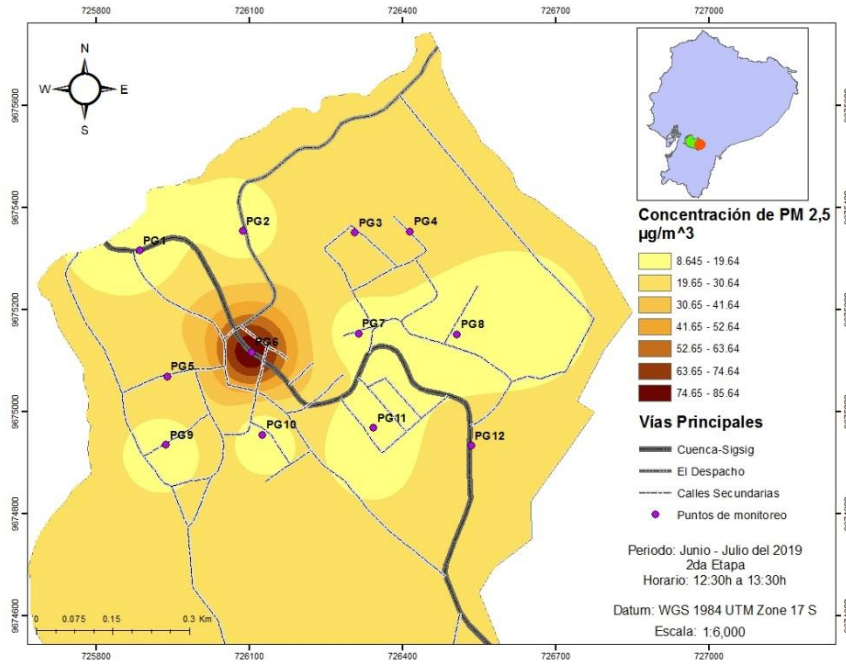 725800 726100 726400 726700 727000
N
W E
S
9675600
9675400
9675200
9675000
9674800
9674600
PG1
PG2
PG3
PG4
PG5
PG6
PG7
PG8
PG9
PG10
PG11
PG12
0 0.075 0.15 0.3 Km
725800 726100 726400 726700 727000
Concentración de PM 2,5
µg/m^3
8.645 - 19.64
19.65 - 30.64
30.65 - 41.64
41.65 - 52.64
52.65 - 63.64
63.65 - 74.64
74.65 - 85.64
Vías Principales
Cuenca-Sigsig
El Despacho
Calles Secundarias
Puntos de monitoreo
Periodo: Junio - Julio del 2019
2da Etapa
Horario: 12:30h a 13:30h
Datum: WGS 1984 UTM Zone 17 S
Escala: 1:6,000